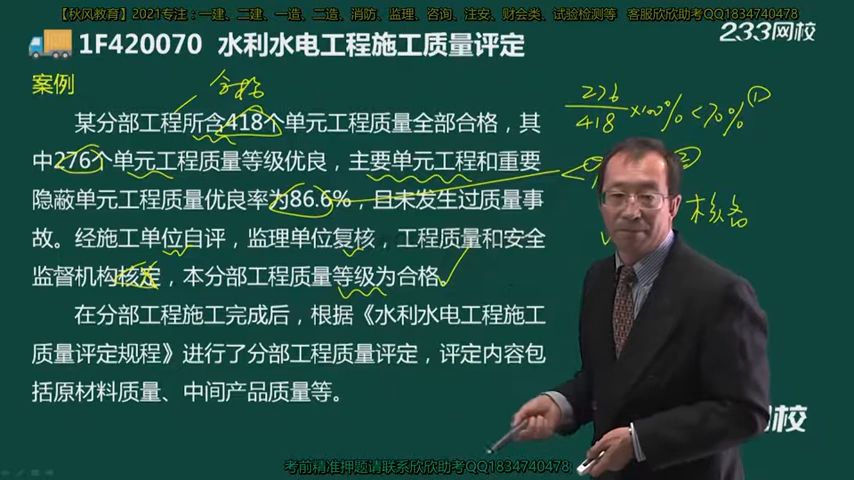 【秋风教育】2021专注：一建、二建、一造、二造、消防、监理、咨询、注安、财会类、试验检测等 客服欣欣助考QQ1834740478
1F420070 水利水电工程施工质量评定
233网校
案例
合格
某分部工程所含418个单元工程质量全部合格，其
中276个单元工程质量等级优良，主要单元工程和重要
隐蔽单元工程质量优良率为86.6%，且未发生过质量事
故。经施工单位自评，监理单位复核，工程质量和安全
监督机构核定，本分部工程质量等级为合格。
在分部工程施工完成后，根据《水利水电工程施工
质量评定规程》进行了分部工程质量评定，评定内容包
括原材料质量、中间产品质量等。
276
418 ×100% <70% ①
②
核备
网校
考前精准押题请联系欣欣助考QQ1834740478